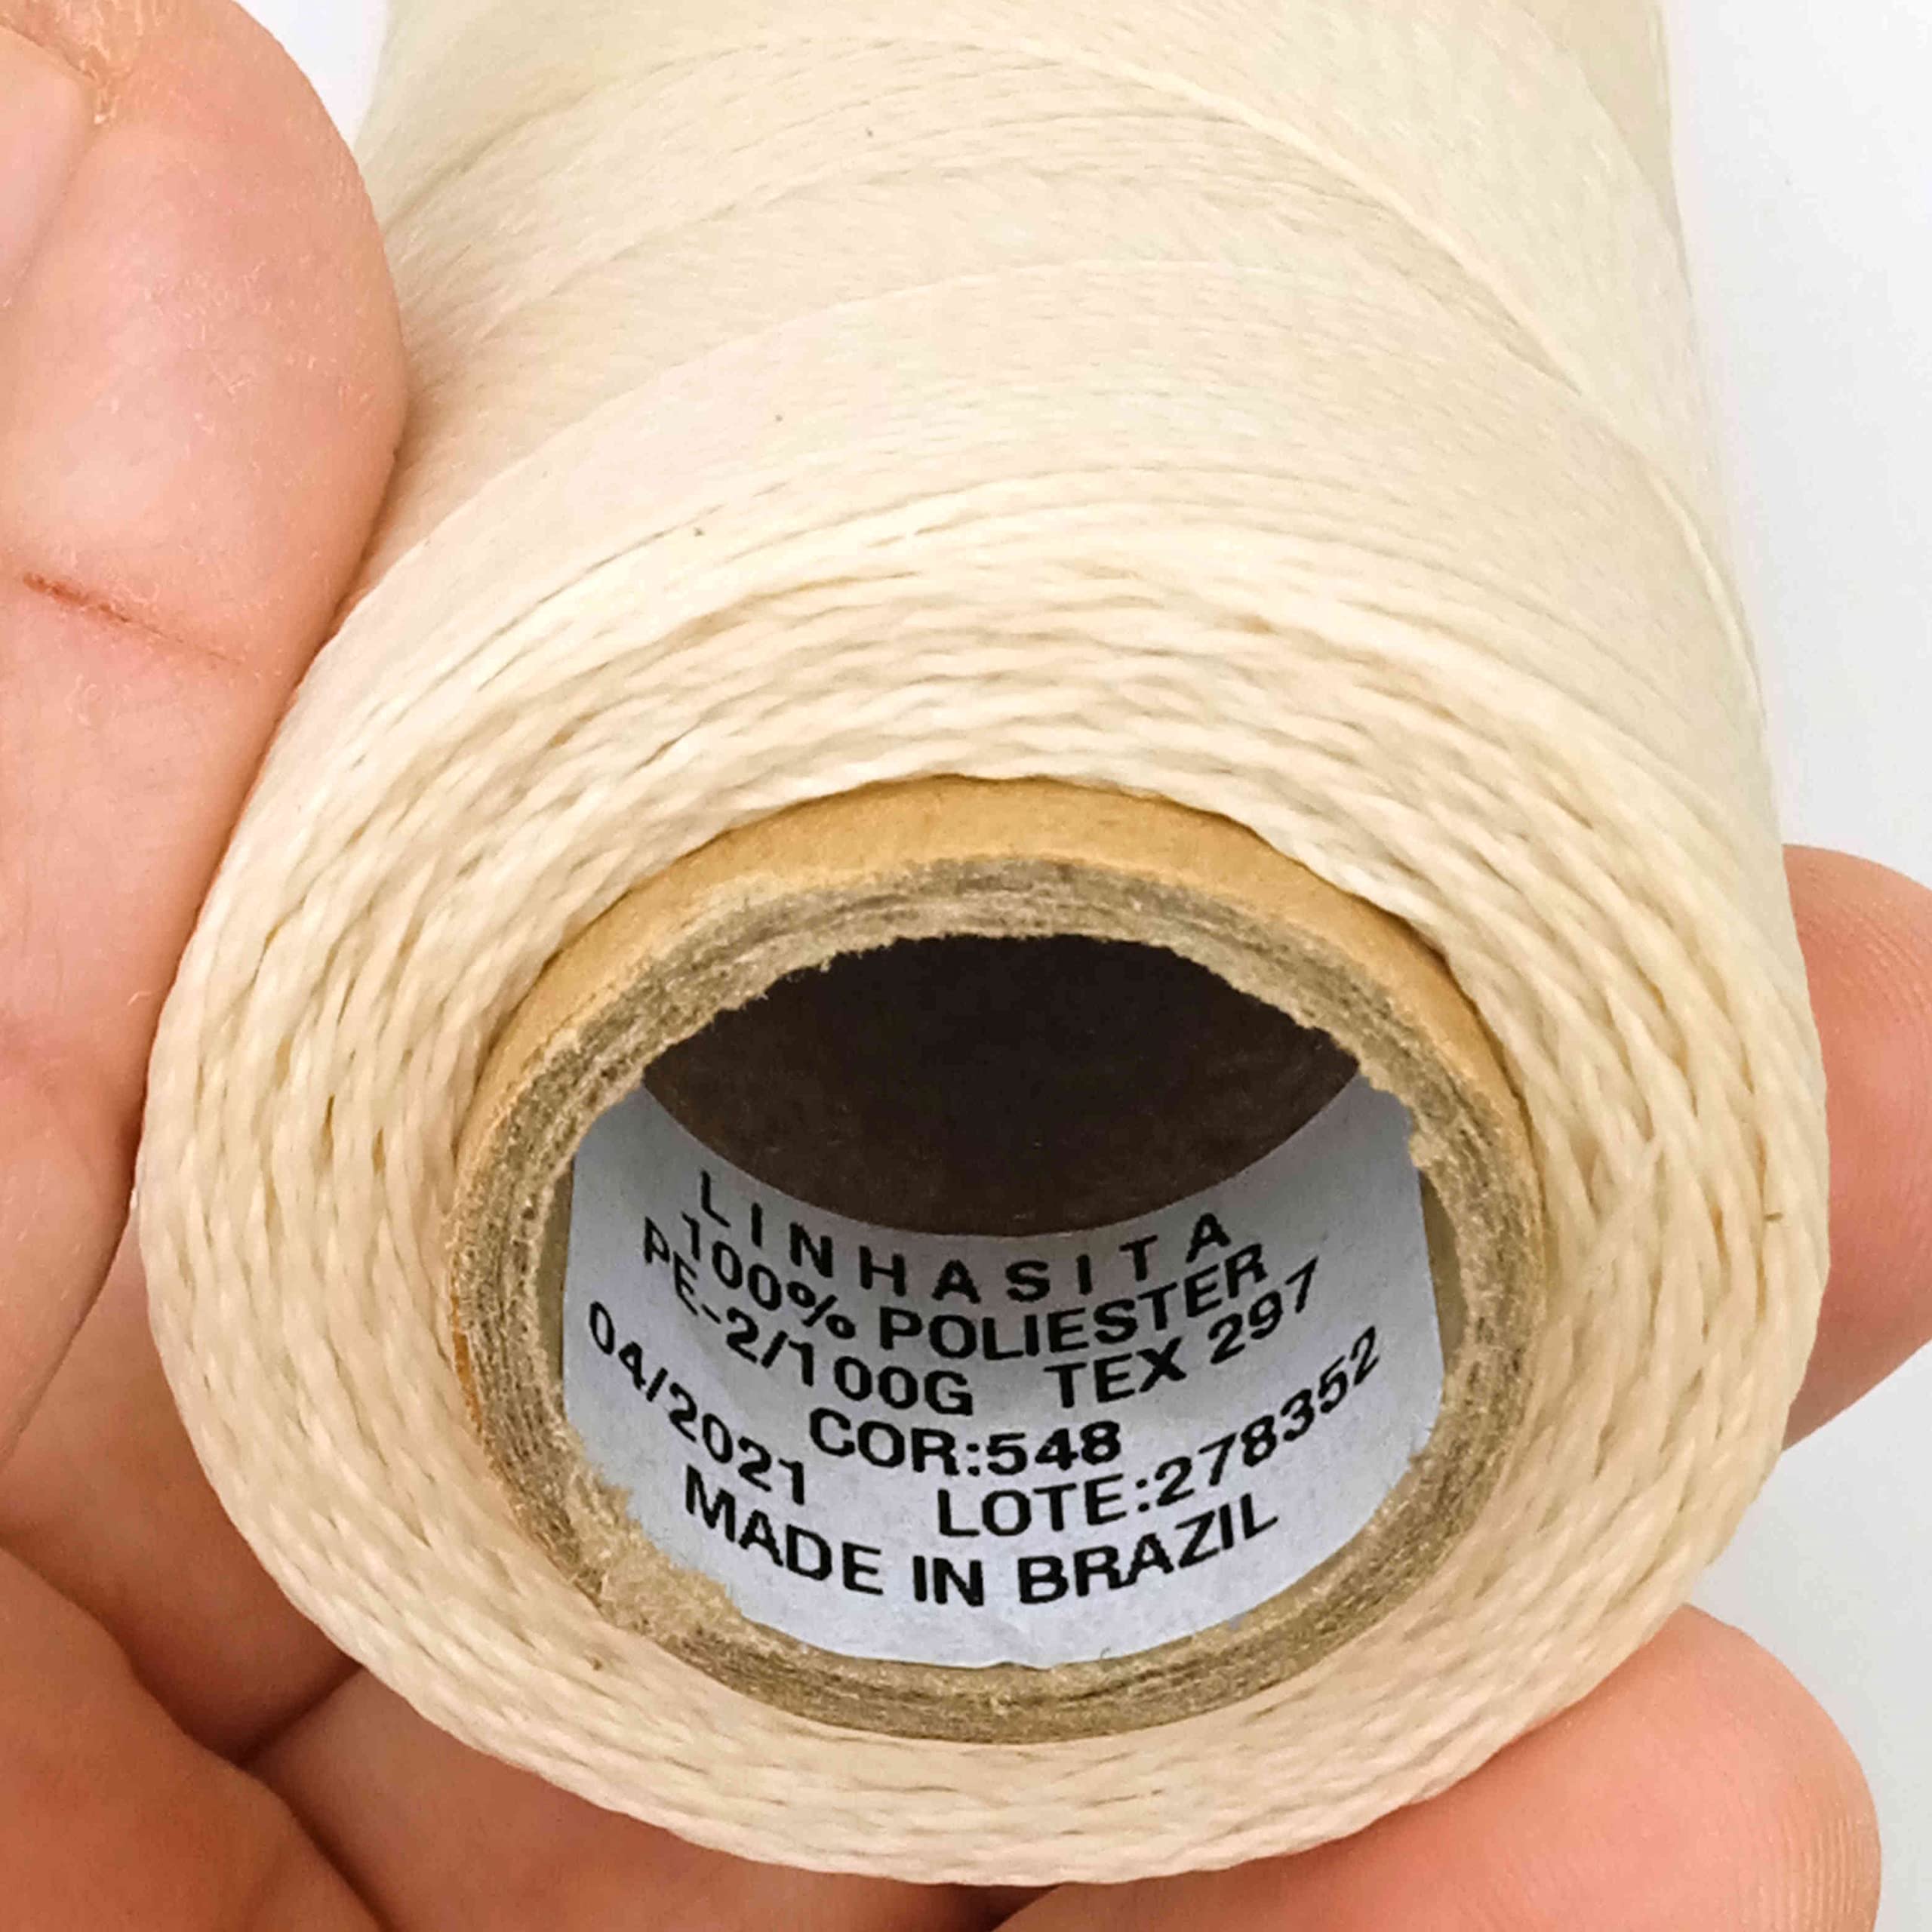 LINHASITA
100% POLIESTER
PE-2/100G TEX 297
COR:548
04/2021 LOTE:278352
MADE IN BRAZIL